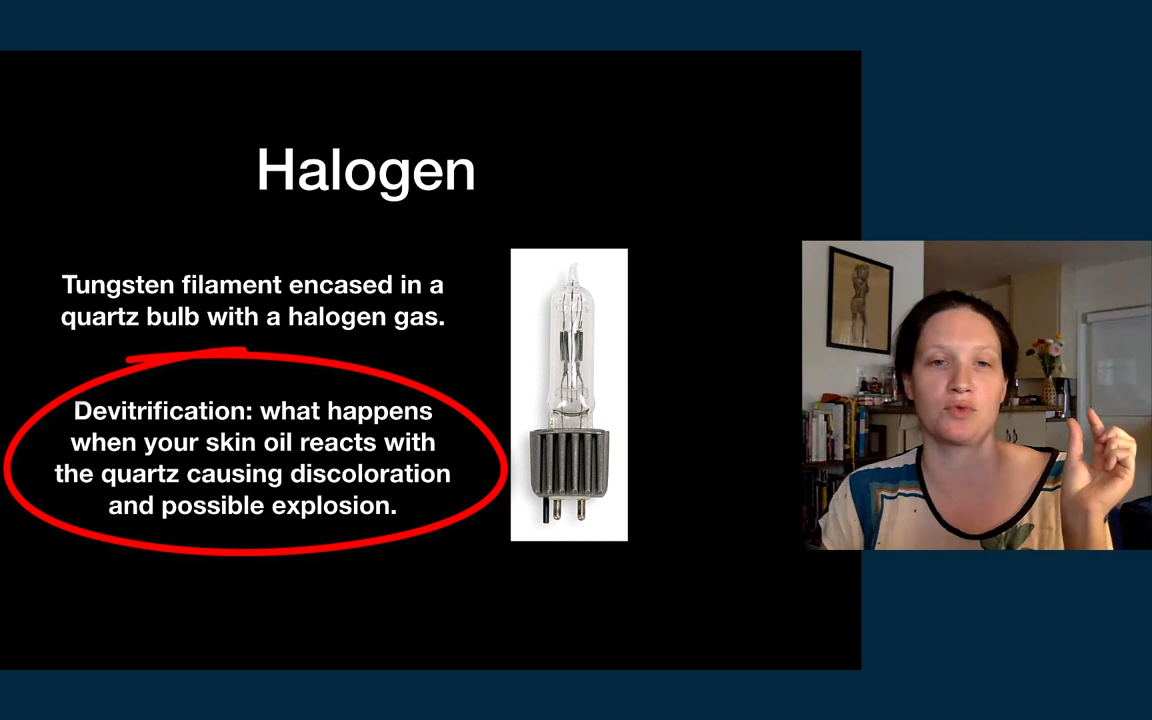 Halogen
Tungsten filament encased in a
quartz bulb with a halogen gas.
Devitrification: what happens
when your skin oil reacts with
the quartz causing discoloration
and possible explosion.